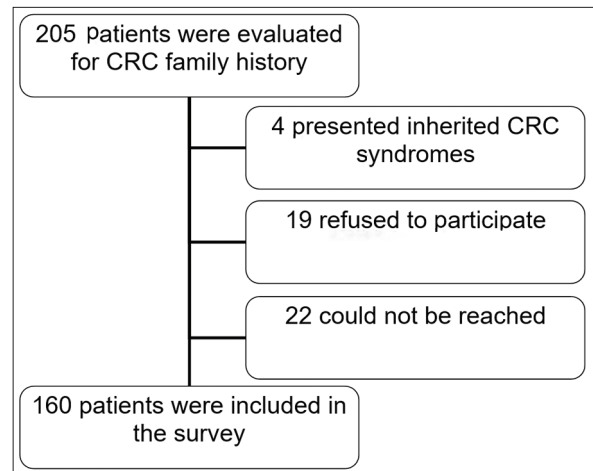 205 patients were evaluated
for CRC family history
4 presented inherited CRC
syndromes
19 refused to participate
22 could not be reached
160 patients were included in
the survey